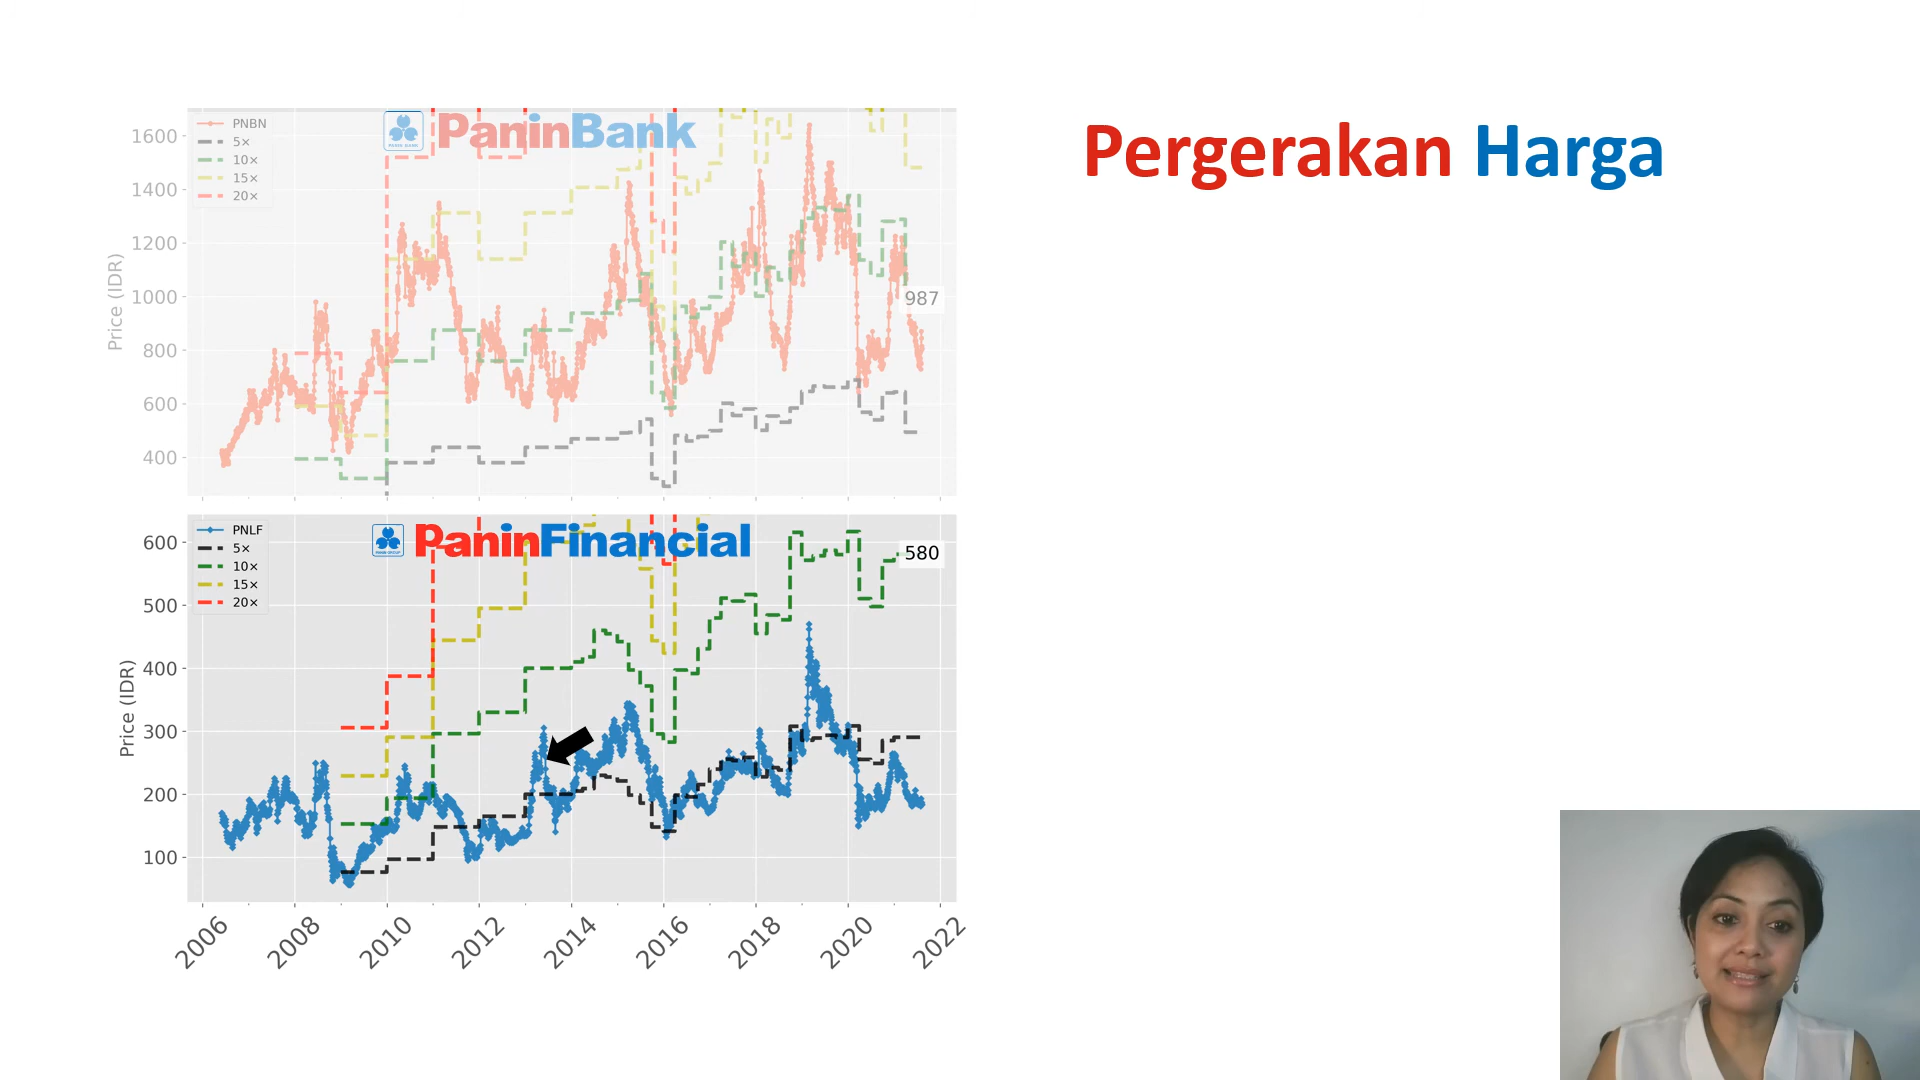 Pergerakan Harga
PaninBank
PANIN BANK
PNBN
5×
10×
15×
20×
Price (IDR)
1600
1400
1200
1000
800
600
400
987
PaninFinancial
PNLF
5×
10×
15×
20×
Price (IDR)
600
500
400
300
200
100
580
2006 2008 2010 2012 2014 2016 2018 2020 2022